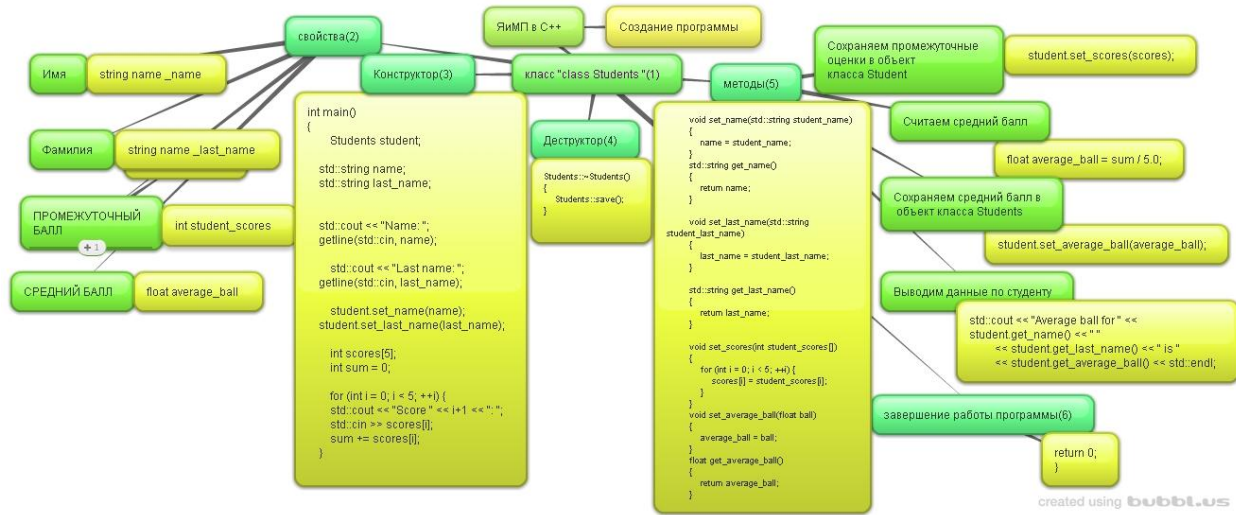 ЯиМП в С++
Создание программы
свойства(2)
Конструктор(3)
класс "class Students "(1)
методы(5)
Имя
string name _name
Фамилия
string name _last_name
ПРОМЕЖУТОЧНЫЙ
БАЛЛ
+ 1
int student_scores
СРЕДНИЙ БАЛЛ
float average_ball
int main()
{
Students student;
std::string name;
std::string last_name;
std::cout << "Name: ";
getline(std::cin, name);
std::cout << "Last name: ";
getline(std::cin, last_name);
student.set_name(name);
student.set_last_name(last_name);
int scores[5];
int sum = 0;
for (int i = 0; i < 5; ++i) {
std::cout << "Score " << i+1 << ": ";
std::cin >> scores[i];
sum += scores[i];
}
Деструктор(4)
Students::~Students()
{
Students::save();
}
void set_name(std::string student_name)
{
name = student_name;
}
std::string get_name()
{
return name;
}
void set_last_name(std::string
student_last_name)
{
last_name = student_last_name;
}
std::string get_last_name()
{
return last_name;
}
void set_scores(int student_scores[])
{
for (int i = 0; i < 5; ++i) {
scores[i] = student_scores[i];
}
}
void set_average_ball(float ball)
{
average_ball = ball;
}
float get_average_ball()
{
return average_ball;
}
Сохраняем промежуточные
оценки в объект
класса Student
student.set_scores(scores);
Считаем средний балл
float average_ball = sum / 5.0;
Сохраняем средний балл в
объект класса Students
student.set_average_ball(average_ball);
Выводим данные по студенту
std::cout << "Average ball for " <<
student.get_name() << " "
<< student.get_last_name() << " is "
<< student.get_average_ball() << std::endl;
завершение работы программы(6)
return 0;
}
created using bubbl.us